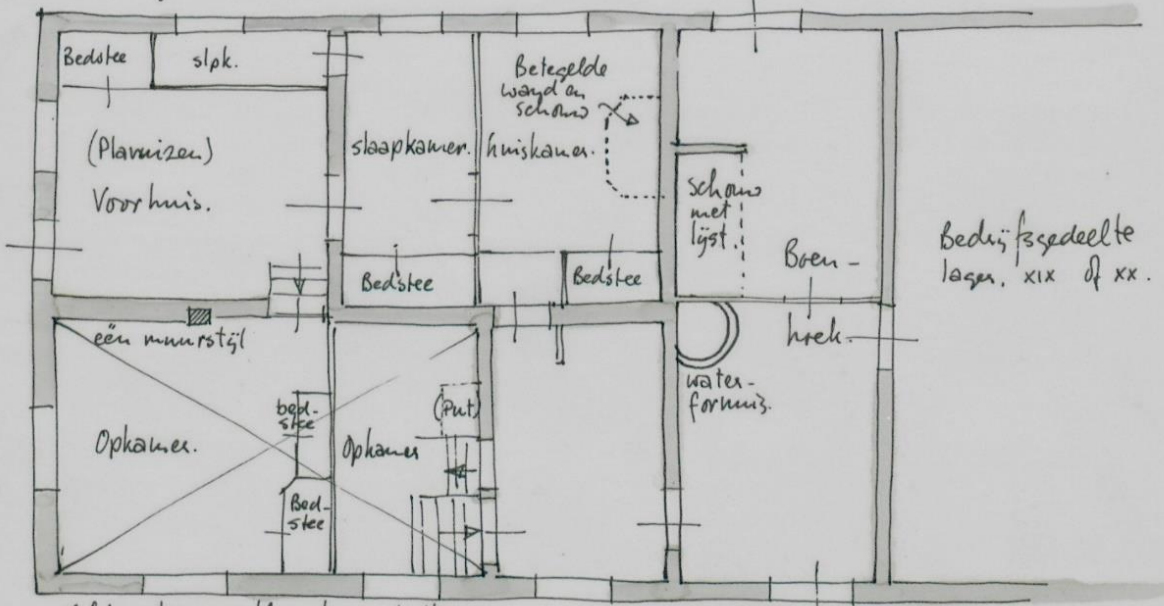 Bedstee
slpk.
(Plavuizen)
Voorhuis.
slaapkamer.
Betegelde
wand en
schouw
huiskamer.
schouw
met
lijst.
Boen-
hoek
Bedrijfsgedeelte
lager. XIX of XX.
Bedstee
Bedstee
één muurstijl
water-
fornuis.
Opkamer.
bed-
stee
Opkamer
(Put)
Bed-
stee